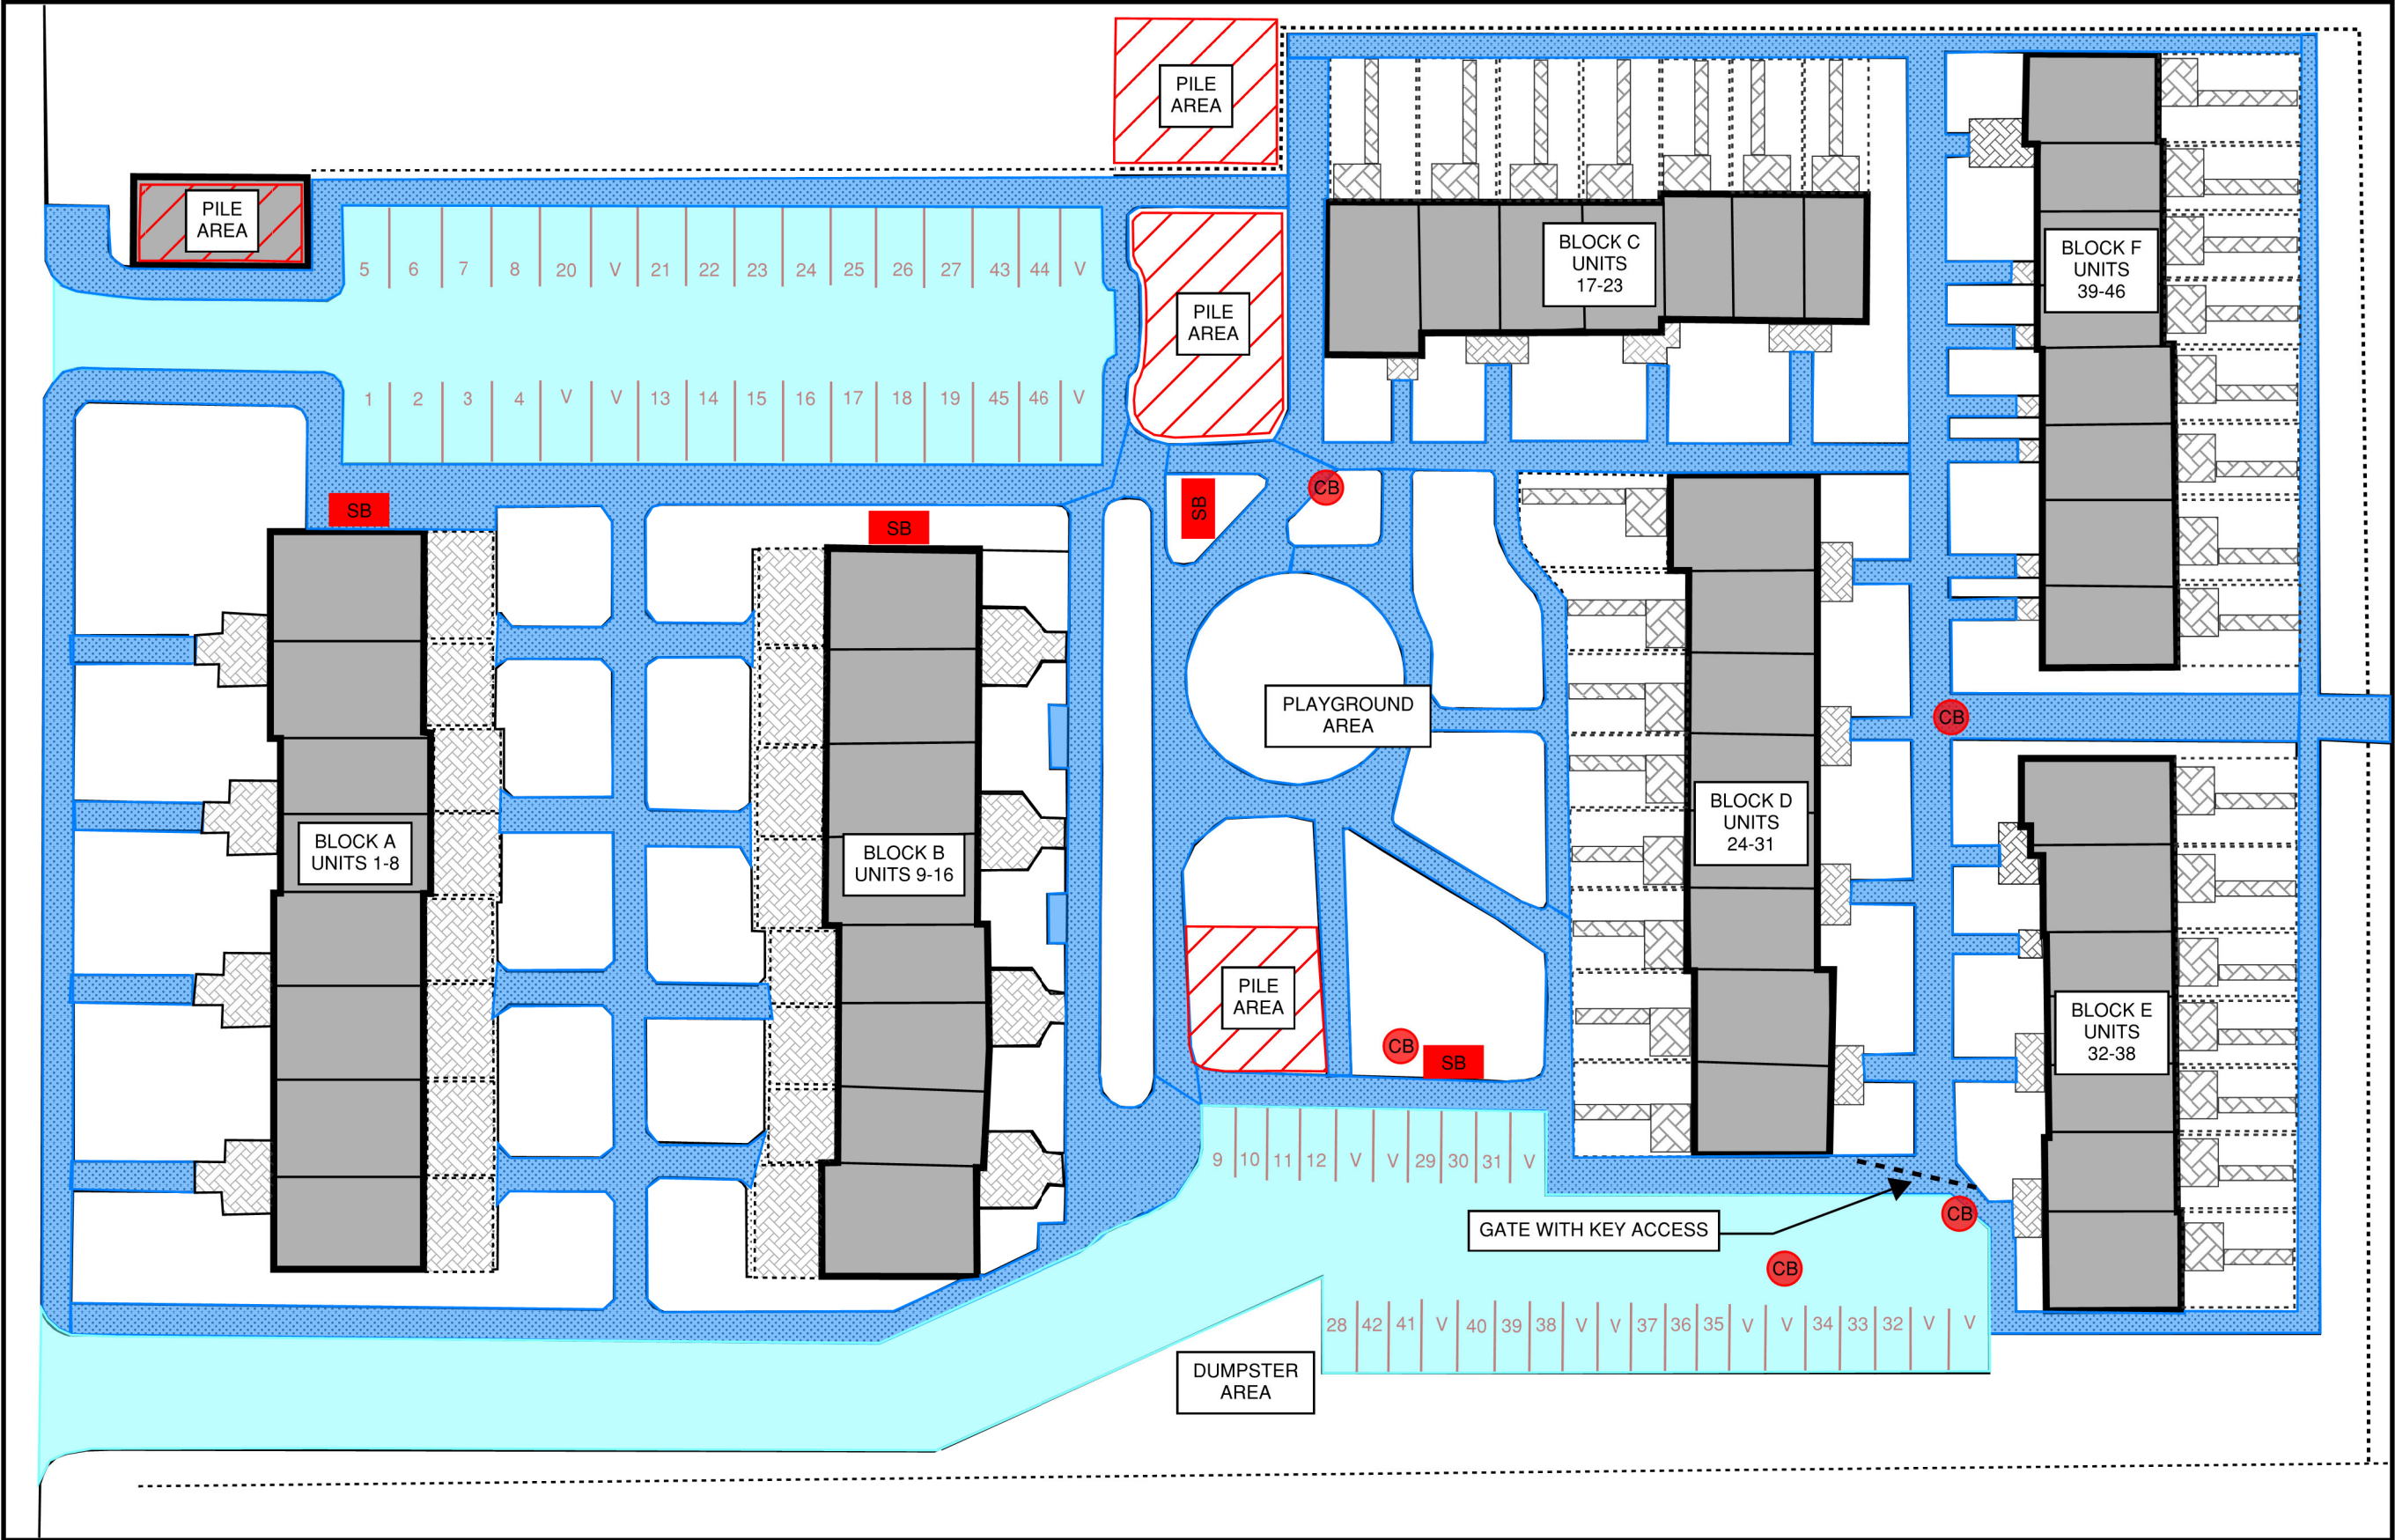 PILE
AREA
PILE
AREA
PILE
AREA
BLOCK C
UNITS
17-23
BLOCK F
UNITS
39-46
5 6 7 8 20 V 21 22 23 24 25 26 27 43 44 V
PILE
AREA
1 2 3 4 V V 13 14 15 16 17 18 19 45 46 V
SB
SB
SB
CB
PLAYGROUND
AREA
CB
BLOCK A
UNITS 1-8
BLOCK B
UNITS 9-16
BLOCK D
UNITS
24-31
PILE
AREA
CB
SB
BLOCK E
UNITS
32-38
9 10 11 12 V V 29 30 31 V
GATE WITH KEY ACCESS
CB
CB
28 42 41 V 40 39 38 V V 37 36 35 V V 34 33 32 V V
DUMPSTER
AREA